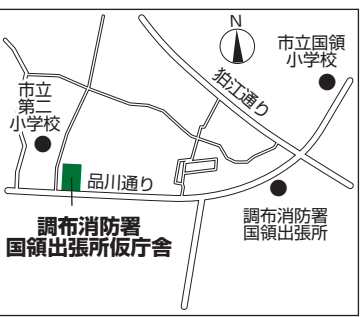 N
市立国領
小学校
狛江通り
市立
第二
小学校
品川通り
調布消防署
国領出張所仮庁舎
調布消防署
国領出張所